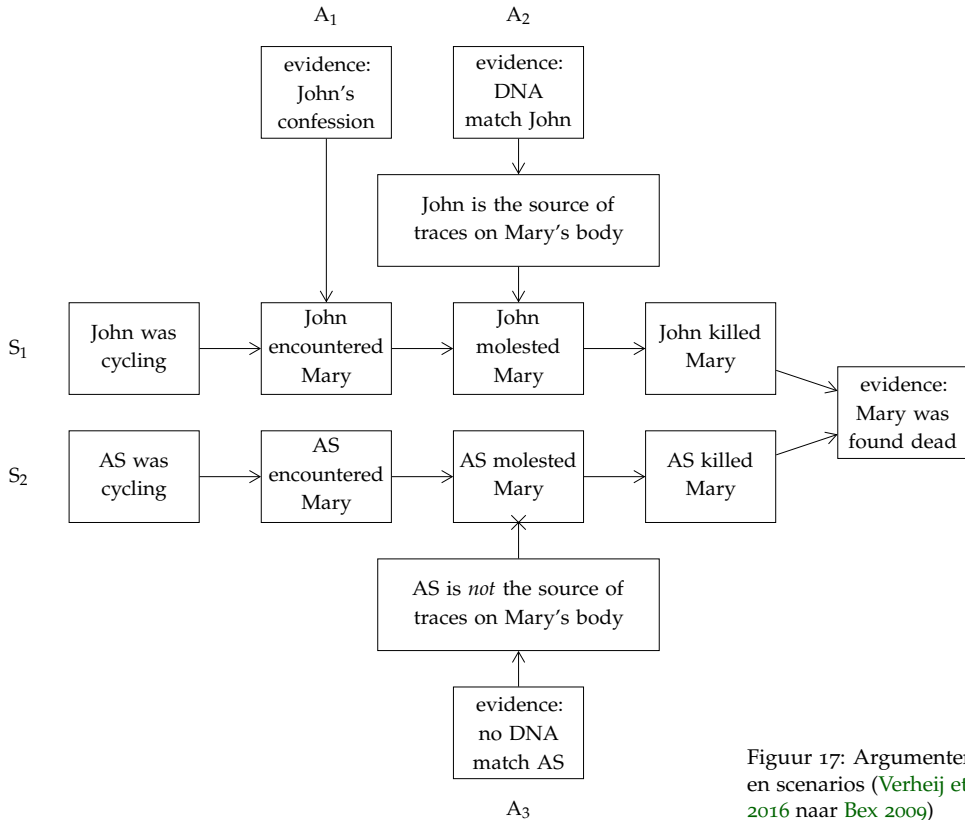 A1
A2
evidence:
John's
confession
evidence:
DNA
match John
John is the source of
traces on Mary's body
S1
John was
cycling
John
encountered
Mary
John
molested
Mary
John killed
Mary
evidence:
Mary was
found dead
S2
AS was
cycling
AS
encountered
Mary
AS molested
Mary
AS killed
Mary
AS is not the source of
traces on Mary's body
evidence:
no DNA
match AS
A3
Figuur 17: Argumenten
en scenarios (Verheij et
2016 naar Bex 2009)